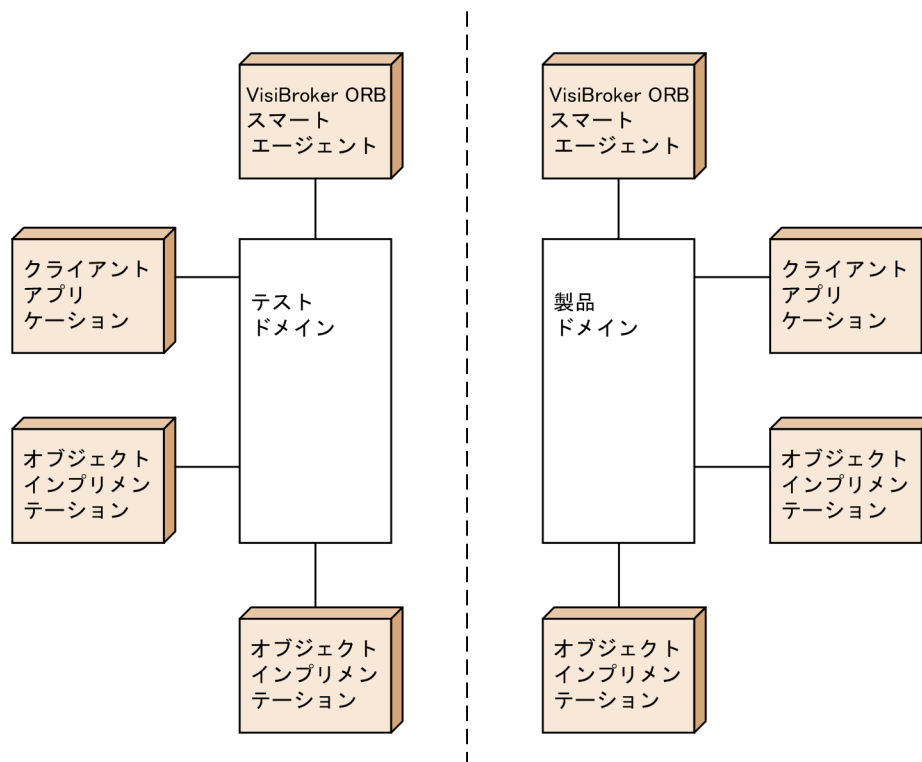 VisiBroker ORB
スマート
エージェント
クライアント
アプリ
ケーション
テスト
ドメイン
オブジェクト
インプリメン
テーション
オブジェクト
インプリメン
テーション
VisiBroker ORB
スマート
エージェント
製品
ドメイン
クライアント
アプリ
ケーション
オブジェクト
インプリメン
テーション
オブジェクト
インプリメン
テーション